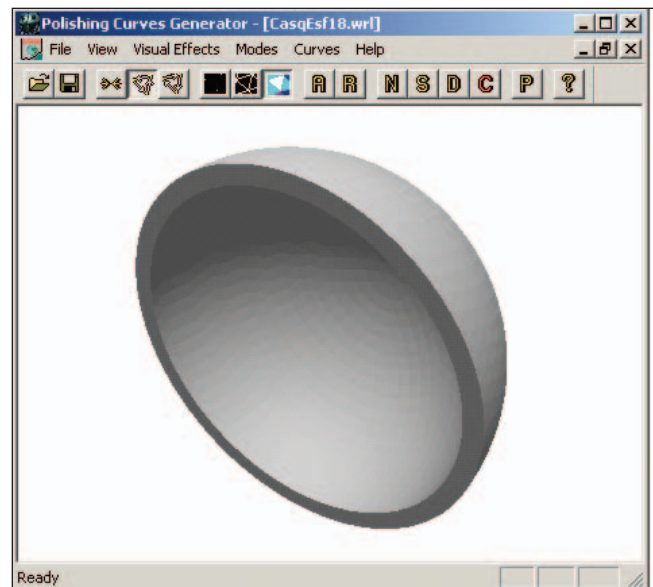 Polishing Curves Generator - [CasqEsf18.wrl]
File View Visual Effects Modes Curves Help
A R N S D C P ?
Ready